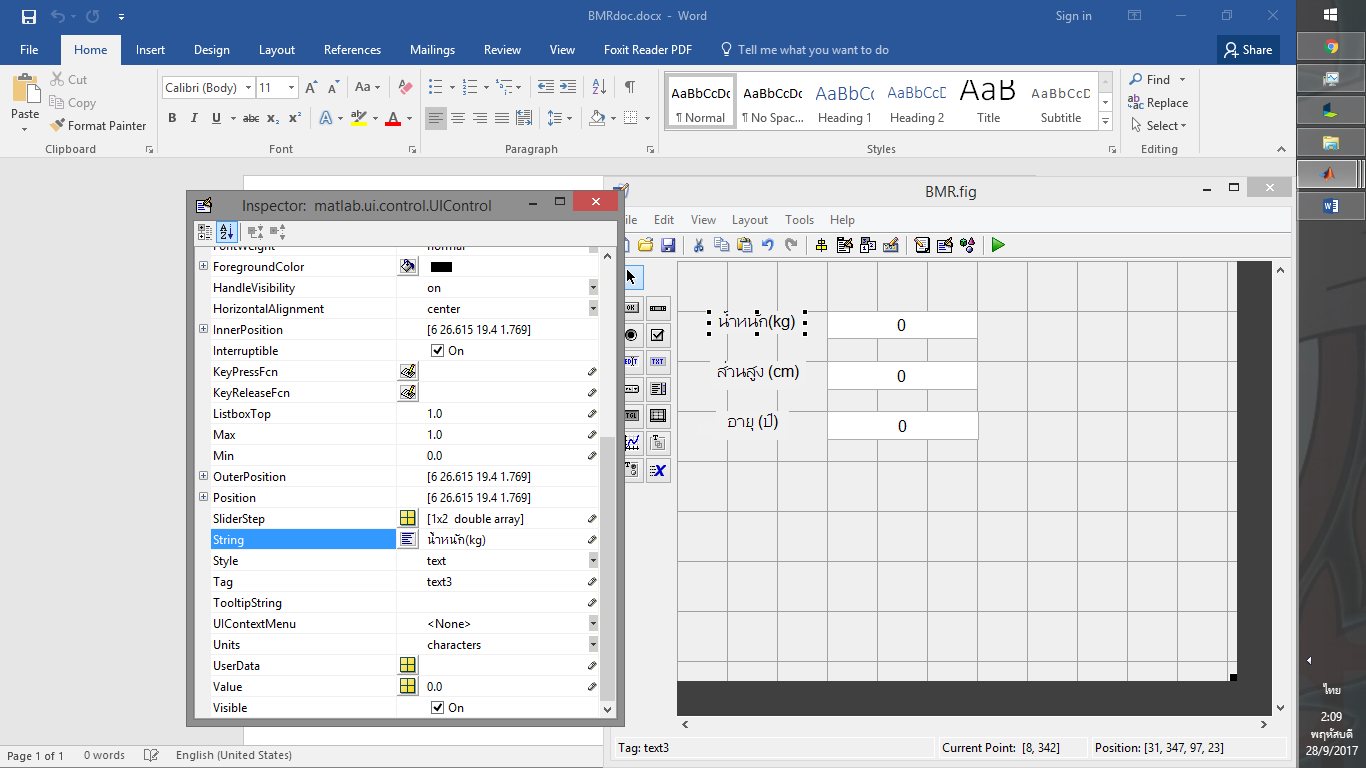 BMRdoc.docx - Word
Sign in
File Home Insert Design Layout References Mailings Review View Foxit Reader PDF Tell me what you want to do Share
Paste
Cut
Copy
Format Painter
Clipboard
Calibri (Body) 11
Font
Paragraph
AaBbCcDc AaBbCcDc AaBbCc AaBbCcD AaB AaBbCcD
¶ Normal ¶ No Spac... Heading 1 Heading 2 Title Subtitle
Styles
Find
Replace
Select
Editing
Inspector: matlab.ui.control.UIControl
FontWeight normal
ForegroundColor
HandleVisibility on
HorizontalAlignment center
InnerPosition [6 26.615 19.4 1.769]
Interruptible On
KeyPressFcn
KeyReleaseFcn
ListboxTop 1.0
Max 1.0
Min 0.0
OuterPosition [6 26.615 19.4 1.769]
Position [6 26.615 19.4 1.769]
SliderStep [1x2 double array]
String น้ำหนัก(kg)
Style text
Tag text3
TooltipString
UIContextMenu <None>
Units characters
UserData
Value 0.0
Visible On
BMR.fig
File Edit View Layout Tools Help
น้ำหนัก(kg) 0
ส่วนสูง (cm) 0
อายุ (ปี) 0
Tag: text3 Current Point: [8, 342] Position: [31, 347, 97, 23]
Page 1 of 1 0 words English (United States)
ไทย
2:09
พฤหัสบดี
28/9/2017